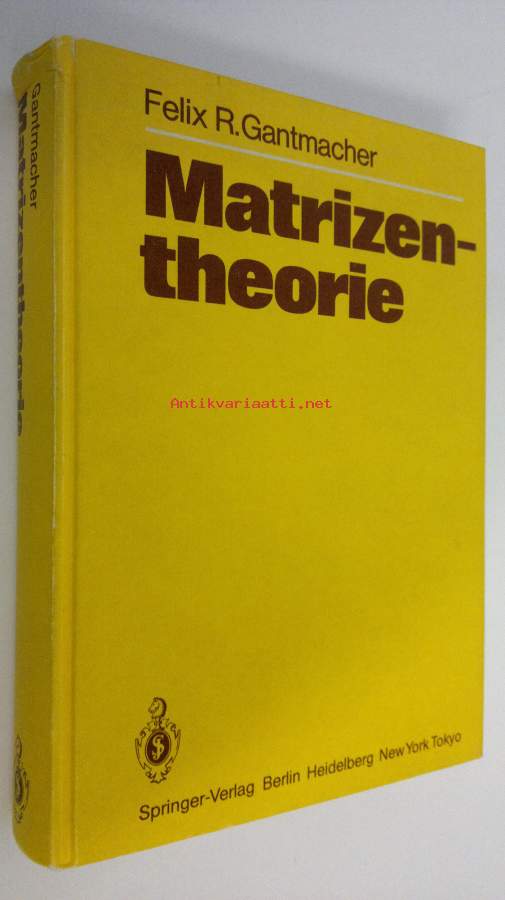 Gantmacher
Matrizentheorie
Felix R.Gantmacher
Matrizen-
theorie
Antikvariaatti.net
Springer-Verlag Berlin Heidelberg New York Tokyo